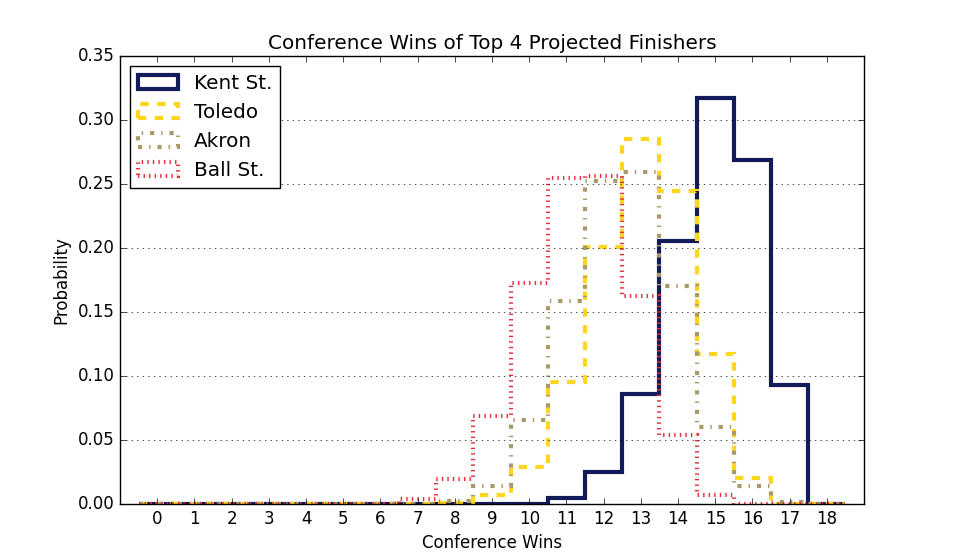 Conference Wins of Top 4 Projected Finishers
Kent St.
Toledo
Akron
Ball St.
0.35
0.30
0.25
0.20
0.15
0.10
0.05
0.00
Probability
0 1 2 3 4 5 6 7 8 9 10 11 12 13 14 15 16 17 18
Conference Wins